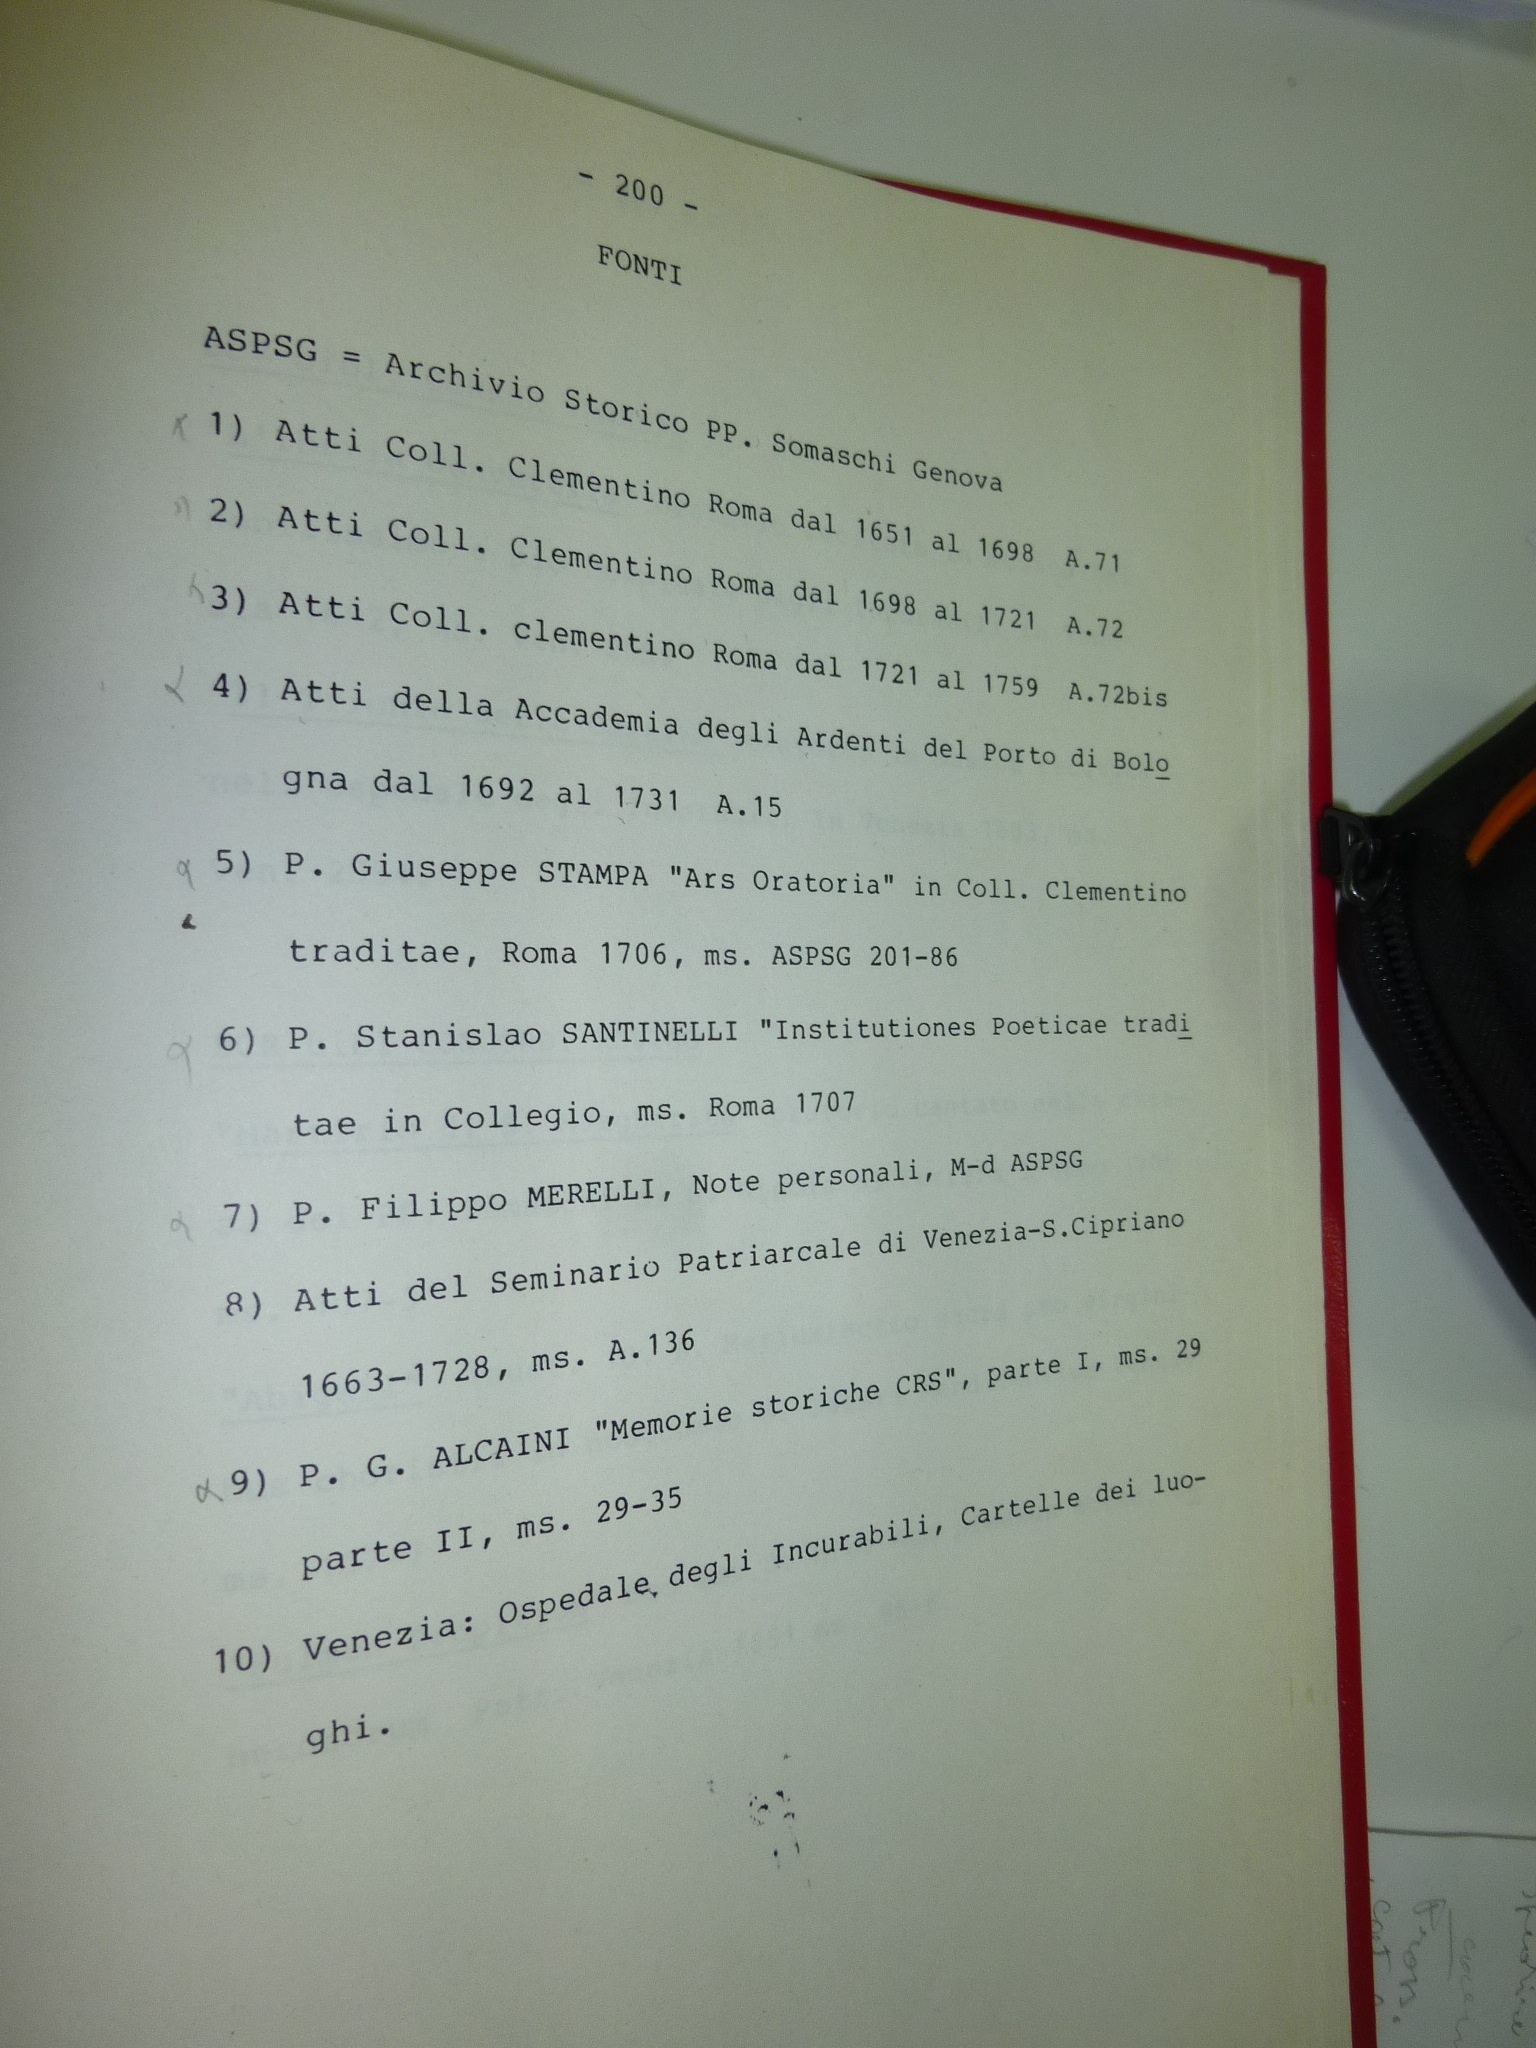 - 200 -
FONTI
ASPSG = Archivio Storico PP. Somaschi Genova
1) Atti Coll. Clementino Roma dal 1651 al 1698 A.71
2) Atti Coll. Clementino Roma dal 1698 al 1721 A.72
3) Atti Coll. clementino Roma dal 1721 al 1759 A.72bis
4) Atti della Accademia degli Ardenti del Porto di Bolo
gna dal 1692 al 1731 A.15
5) P. Giuseppe STAMPA "Ars Oratoria" in Coll. Clementino
traditae, Roma 1706, ms. ASPSG 201-86
6) P. Stanislao SANTINELLI "Institutiones Poeticae tradi
tae in Collegio, ms. Roma 1707
7) P. Filippo MERELLI, Note personali, M-d ASPSG
8) Atti del Seminario Patriarcale di Venezia-S.Cipriano
1663-1728, ms. A.136
9) P. G. ALCAINI "Memorie storiche CRS", parte I, ms. 29
parte II, ms. 29-35
10) Venezia: Ospedale degli Incurabili, Cartelle dei luo-
ghi.